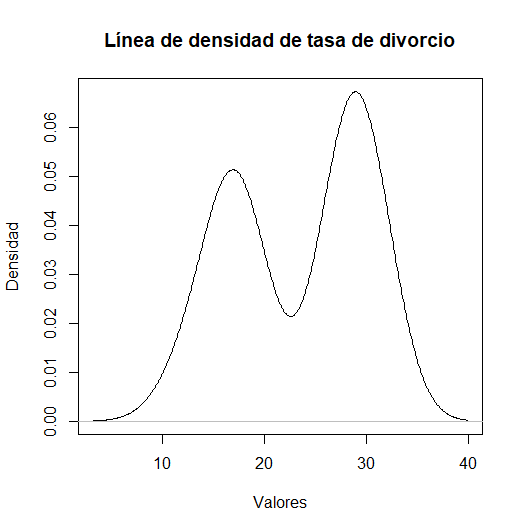 Línea de densidad de tasa de divorcio
Densidad
0.00 0.01 0.02 0.03 0.04 0.05 0.06
10 20 30 40
Valores